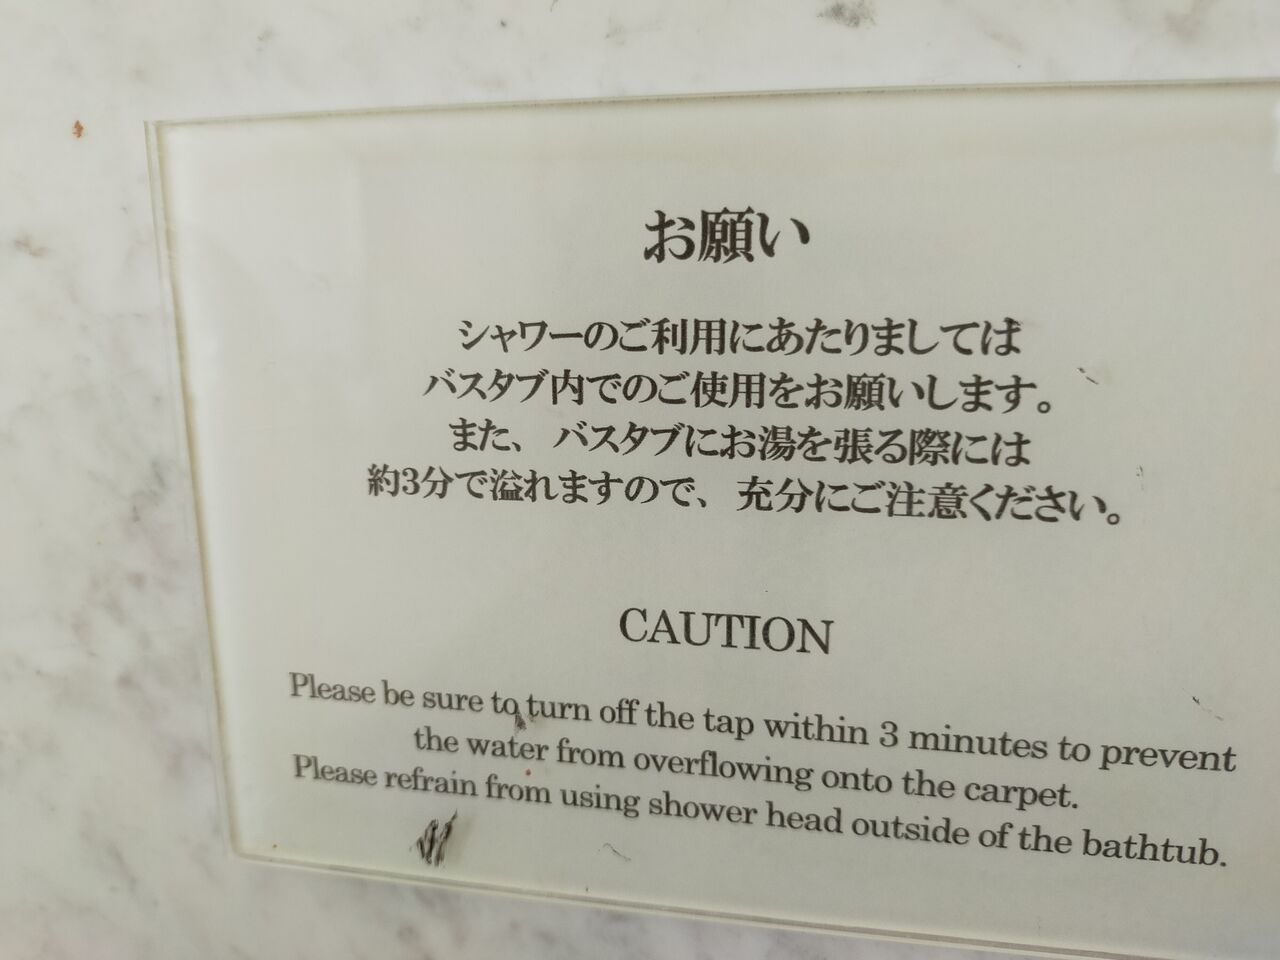 お願い
シャワーのご利用にあたりましては
バスタブ内でのご使用をお願いします。
また、バスタブにお湯を張る際には
約3分で溢れますので、充分にご注意ください。
CAUTION
Please be sure to turn off the tap within 3 minutes to prevent
the water from overflowing onto the carpet.
Please refrain from using shower head outside of the bathtub.